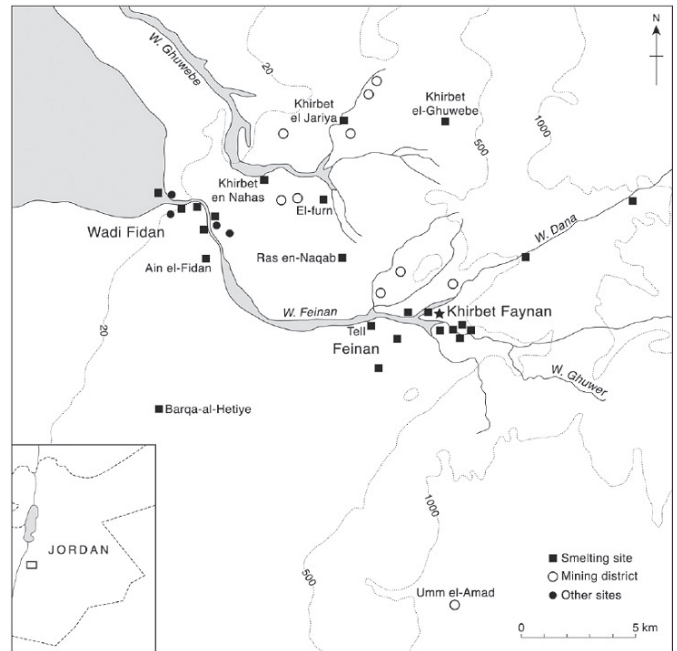 N
W. Ghuwebe
20
Khirbet
el Jariya
Khirbet
el-Ghuwebe
500
1000
Khirbet
en Nahas
El-furn
Wadi Fidan
W. Dana
Ain el-Fidan
Ras en-Naqab
W. Feinan
Khirbet Faynan
Tell
Feinan
20
W. Ghuwer
Barqa-al-Hetiye
1000
500
JORDAN
Umm el-Amad
Smelting site
Mining district
Other sites
0 5 km